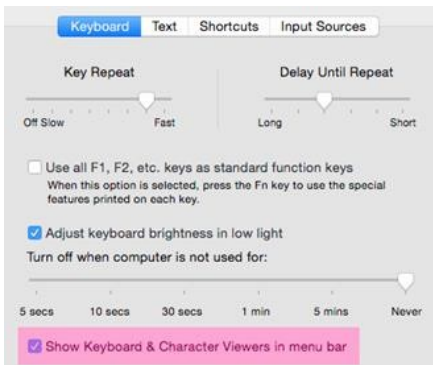 Keyboard Text Shortcuts Input Sources
Key Repeat Delay Until Repeat
Off Slow Fast Long Short
Use all F1, F2, etc. keys as standard function keys
When this option is selected, press the Fn key to use the special
features printed on each key.
Adjust keyboard brightness in low light
Turn off when computer is not used for:
5 secs 10 secs 30 secs 1 min 5 mins Never
Show Keyboard & Character Viewers in menu bar